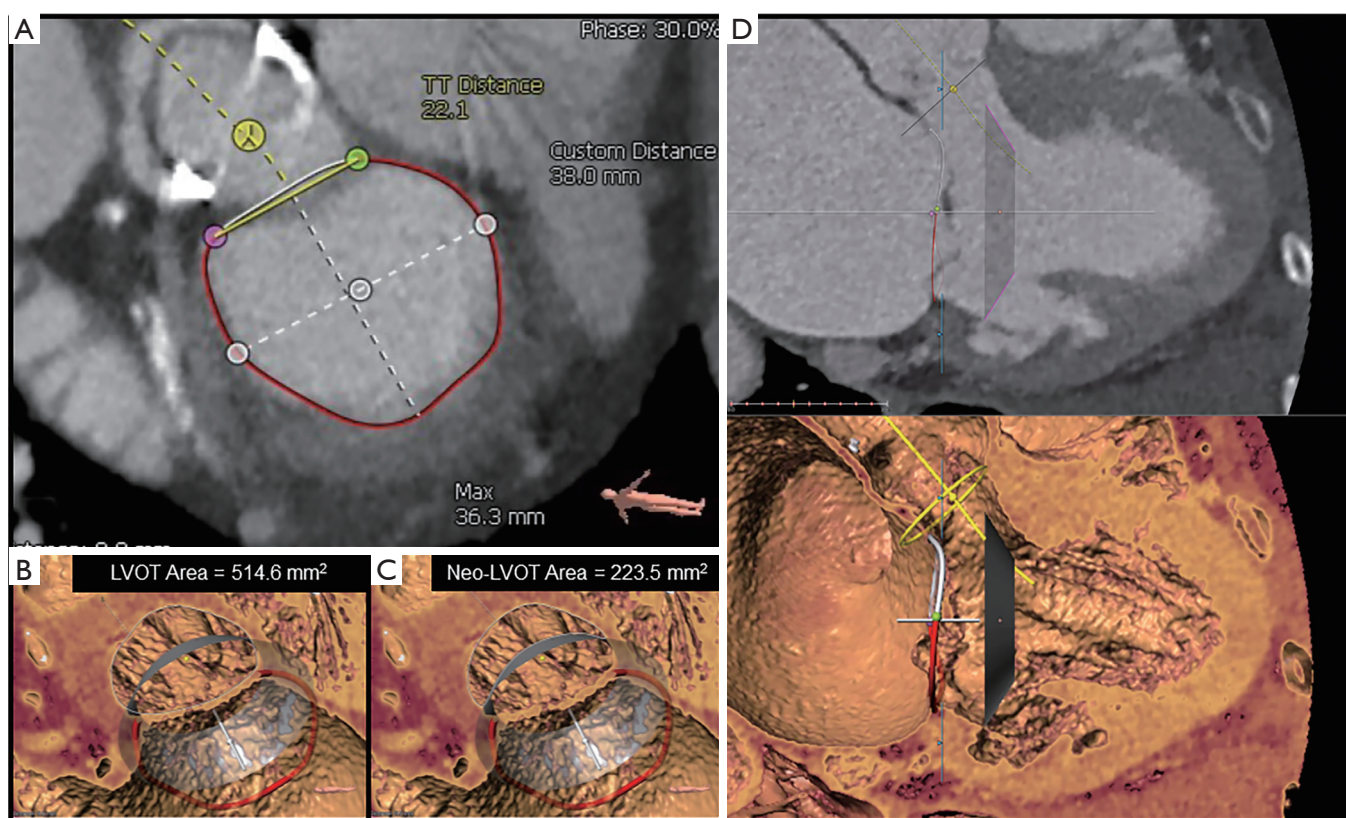 A
Phase: 30.0%
TT Distance
22.1
Custom Distance
38.0 mm
Max
36.3 mm
B
LVOT Area = 514.6 mm²
C
Neo-LVOT Area = 223.5 mm²
D